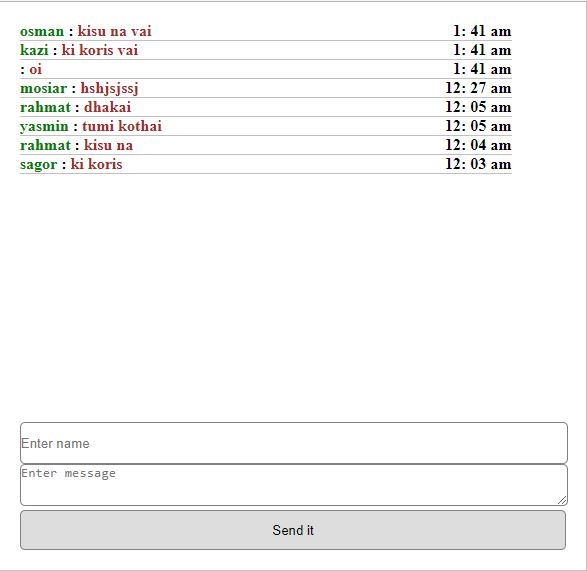 osman : kisu na vai 1: 41 am
kazi : ki koris vai 1: 41 am
: oi 1: 41 am
mosiar : hshjsjssj 12: 27 am
rahmat : dhakai 12: 05 am
yasmin : tumi kothai 12: 05 am
rahmat : kisu na 12: 04 am
sagor : ki koris 12: 03 am
Enter name
Enter message
Send it